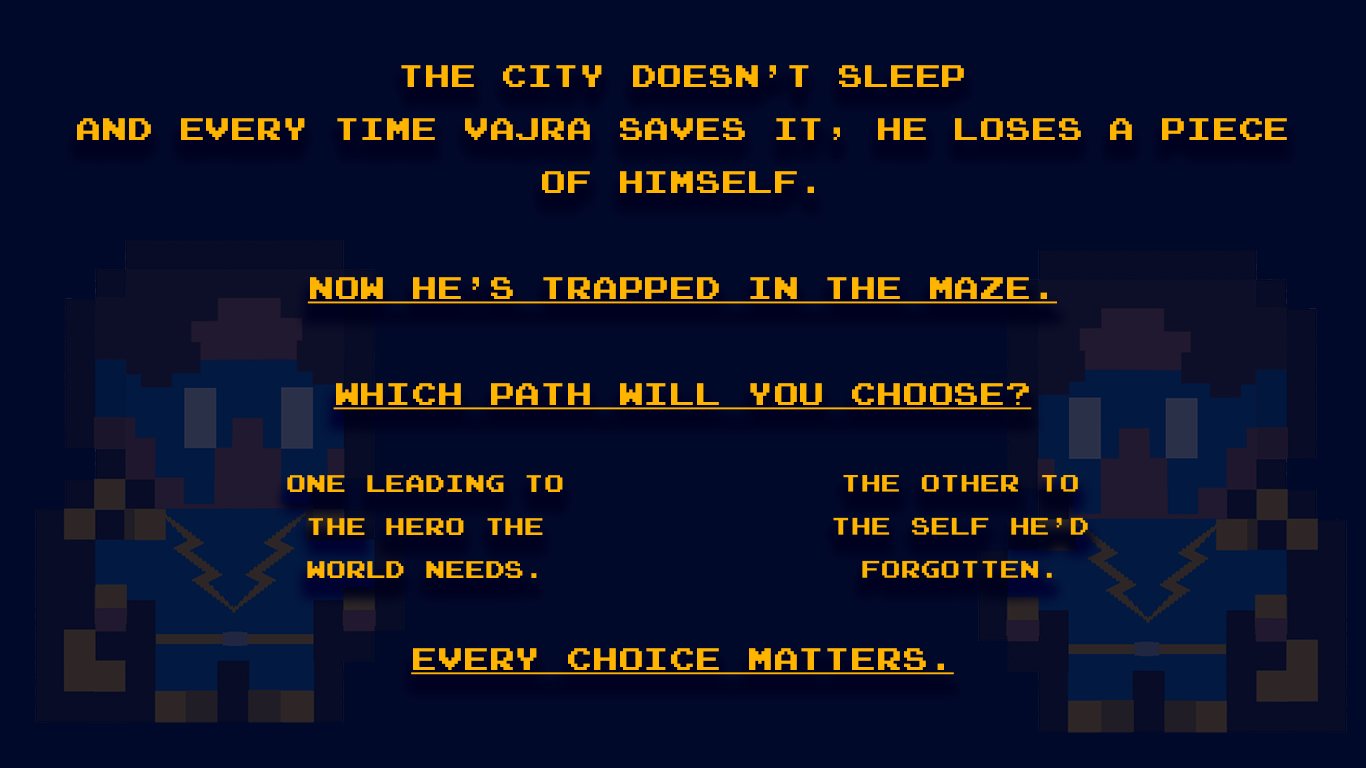 THE CITY DOESN'T SLEEP
AND EVERY TIME VAJRA SAVES IT, HE LOSES A PIECE
OF HIMSELF.
NOW HE'S TRAPPED IN THE MAZE.
WHICH PATH WILL YOU CHOOSE?
ONE LEADING TO
THE HERO THE
WORLD NEEDS.
THE OTHER TO
THE SELF HE'D
FORGOTTEN.
EVERY CHOICE MATTERS.